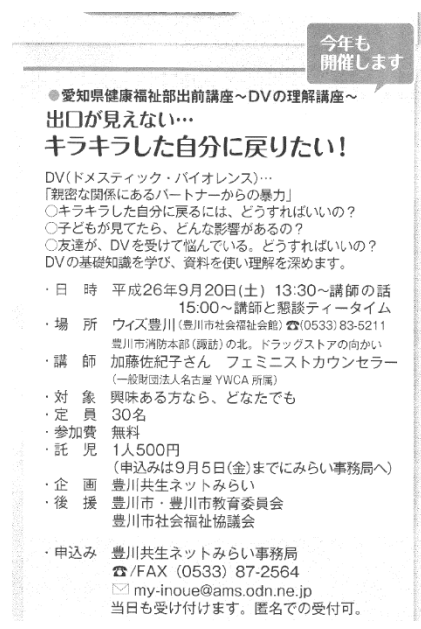 今年も
開催します
●愛知県健康福祉部出前講座～DVの理解講座～
出口が見えない…
キラキラした自分に戻りたい！
DV(ドメスティック・バイオレンス)…
「親密な関係にあるパートナーからの暴力」
○キラキラした自分に戻るには、どうすればいいの？
○子どもが見てたら、どんな影響があるの？
○友達が、DVを受けて悩んでいる。どうすればいいの？
DVの基礎知識を学び、資料を使い理解を深めます。
・日　時　平成26年9月20日(土) 13:30～講師の話
15:00～講師と懇談ティータイム
・場　所　ウィズ豊川(豊川市社会福祉会館) ☎(0533) 83-5211
豊川市消防本部(諏訪)の北。ドラッグストアの向かい
・講　師　加藤佐紀子さん　フェミニストカウンセラー
(一般財団法人名古屋YWCA所属)
・対　象　興味ある方なら、どなたでも
・定　員　30名
・参加費　無料
・託　児　1人500円
(申込みは9月5日(金)までにみらい事務局へ)
・企　画　豊川共生ネットみらい
・後　援　豊川市・豊川市教育委員会
豊川市社会福祉協議会
・申込み　豊川共生ネットみらい事務局
☎/FAX (0533) 87-2564
✉ my-inoue@ams.odn.ne.jp
当日も受け付けます。匿名での受付可。